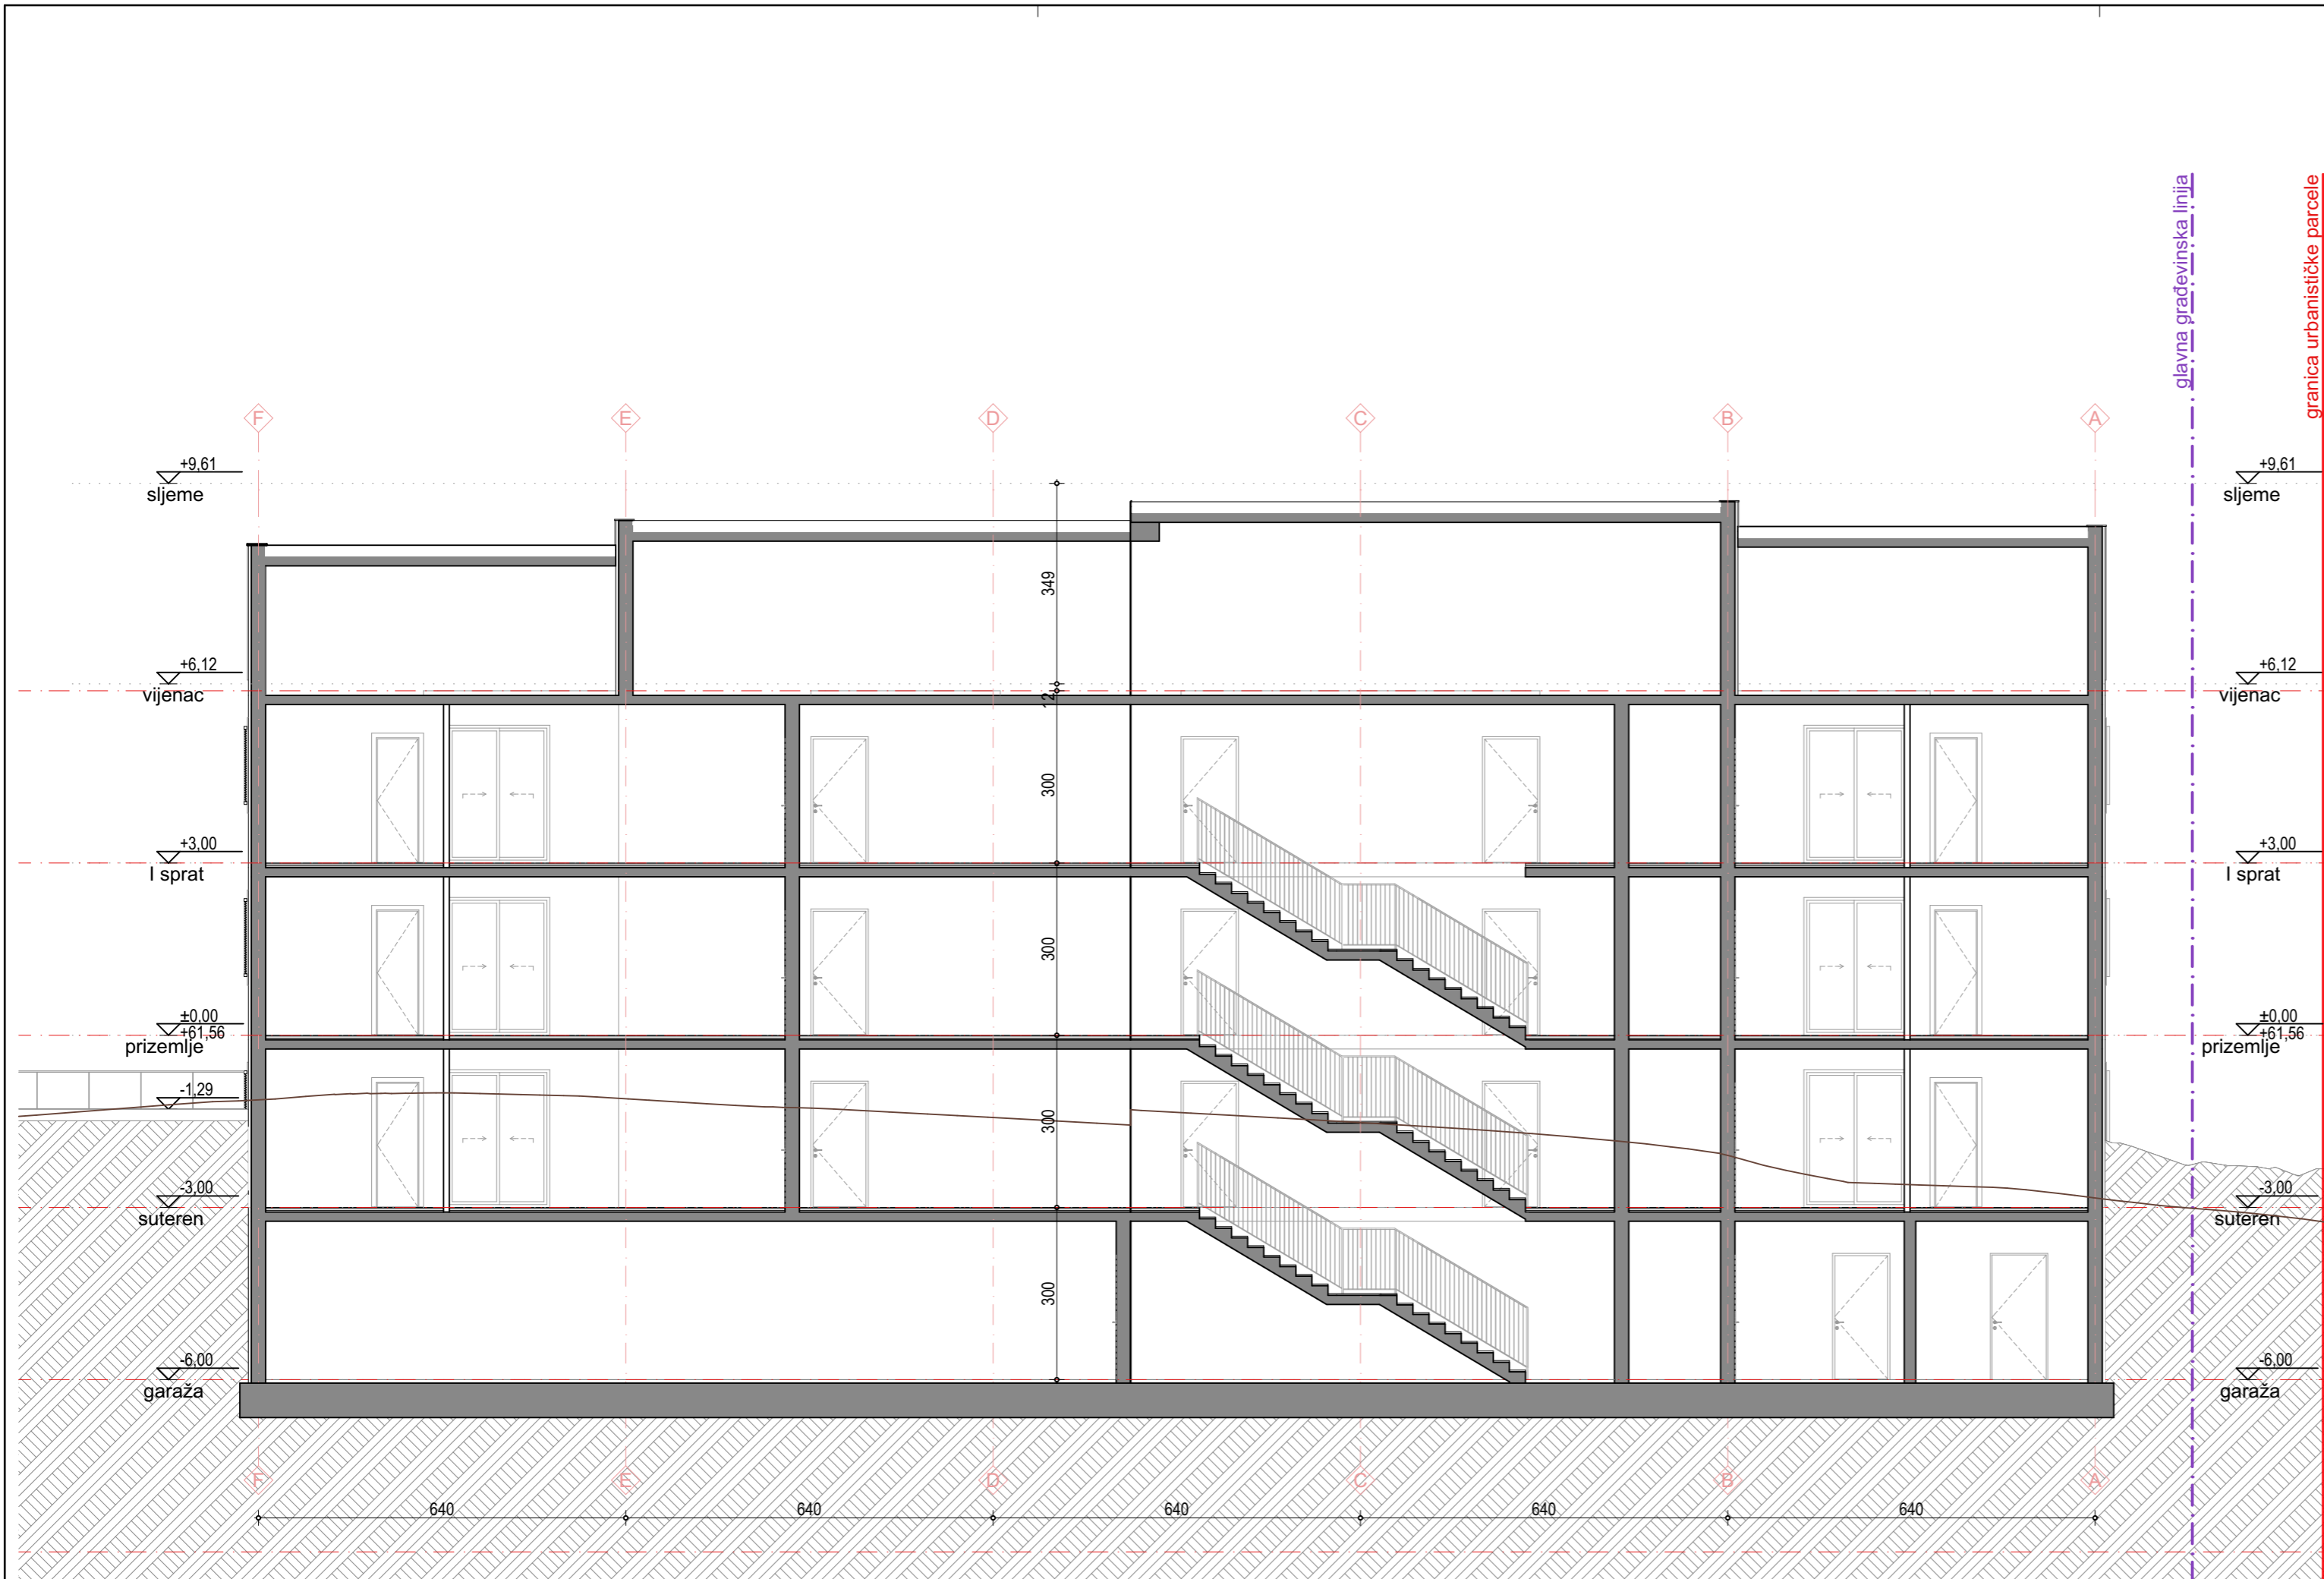 glavna građevinska linija
granica urbanističke parcele
F E D C B A
+9,61
sljeme
+9,61
sljeme
349
+6,12
vijenac
+6,12
vijenac
12
300
+3,00
I sprat
+3,00
I sprat
300
±0,00
+61,56
prizemlje
±0,00
+61,56
prizemlje
-1,29
300
-3,00
suteren
-3,00
suteren
300
-6,00
garaža
-6,00
garaža
F E D C B A
640 640 640 640 640